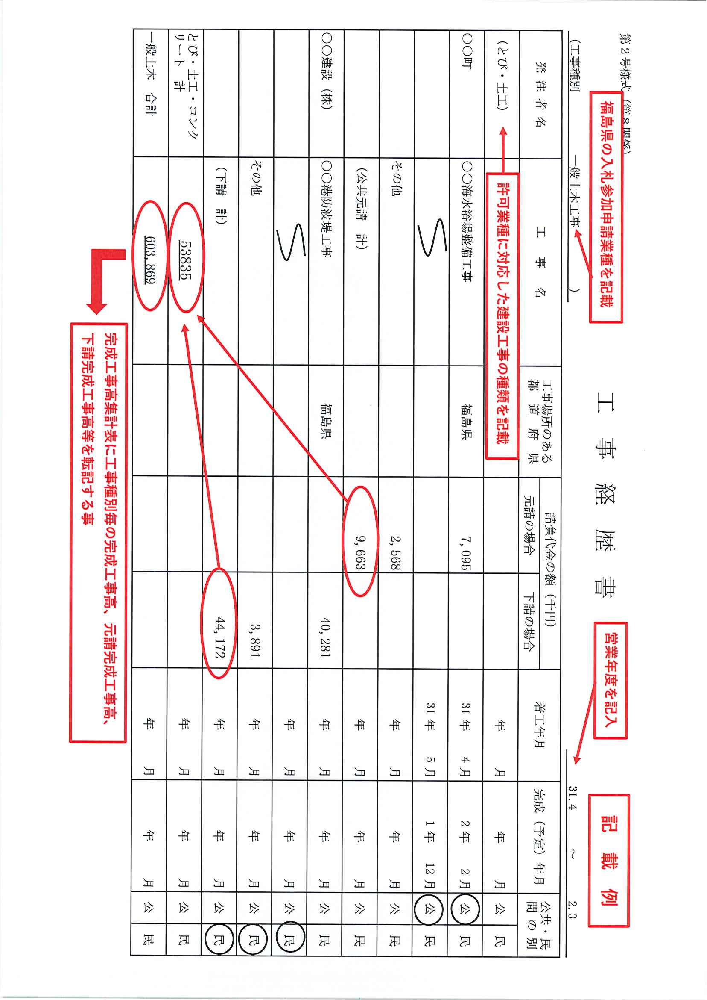 第2号様式(第8関係)
福島県の入札参加申請業種を記載
工事経歴書
営業年度を記入
記載例
(工事種別 一般土木工事 )
31.4 ～ 2.3
発注者名 工事名 工事場所のある都道府県 請負代金の額(千円) 着工年月 完成(予定)年月 公共・民間の別
元請の場合 下請の場合
(とび・土工) 年 月 年 月 公 民
許可業種に対応した建設工事の種類を記載
〇〇町 〇〇海水浴場整備工事 福島県 7,095 31年 4月 2年 2月 公 民
31年 5月 1年 12月 公 民
その他 2,568 年 月 年 月 公 民
(公共元請 計) 9,663 年 月 年 月 公 民
〇〇建設(株) 〇〇港防波堤工事 福島県 40,281 年 月 年 月 公 民
年 月 年 月 公 民
その他 3,891 年 月 年 月 公 民
(下請 計) 44,172 年 月 年 月 公 民
とび・土工・コンクリート 計 53835 年 月 年 月 公 民
一般土木 合計 603,869 年 月 年 月 公 民
完成工事高集計表に工事種別毎の完成工事高、元請完成工事高、
下請完成工事高等を転記する事